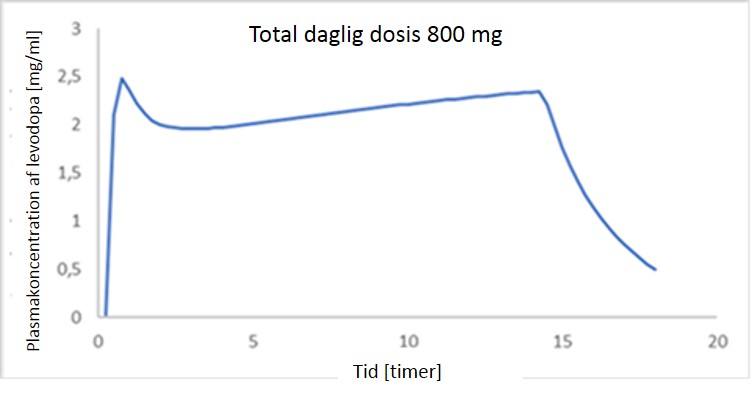 Total daglig dosis 800 mg
Plasmakoncentration af levodopa [mg/ml]
3
2,5
2
1,5
1
0,5
0
0 5 10 15 20
Tid [timer]